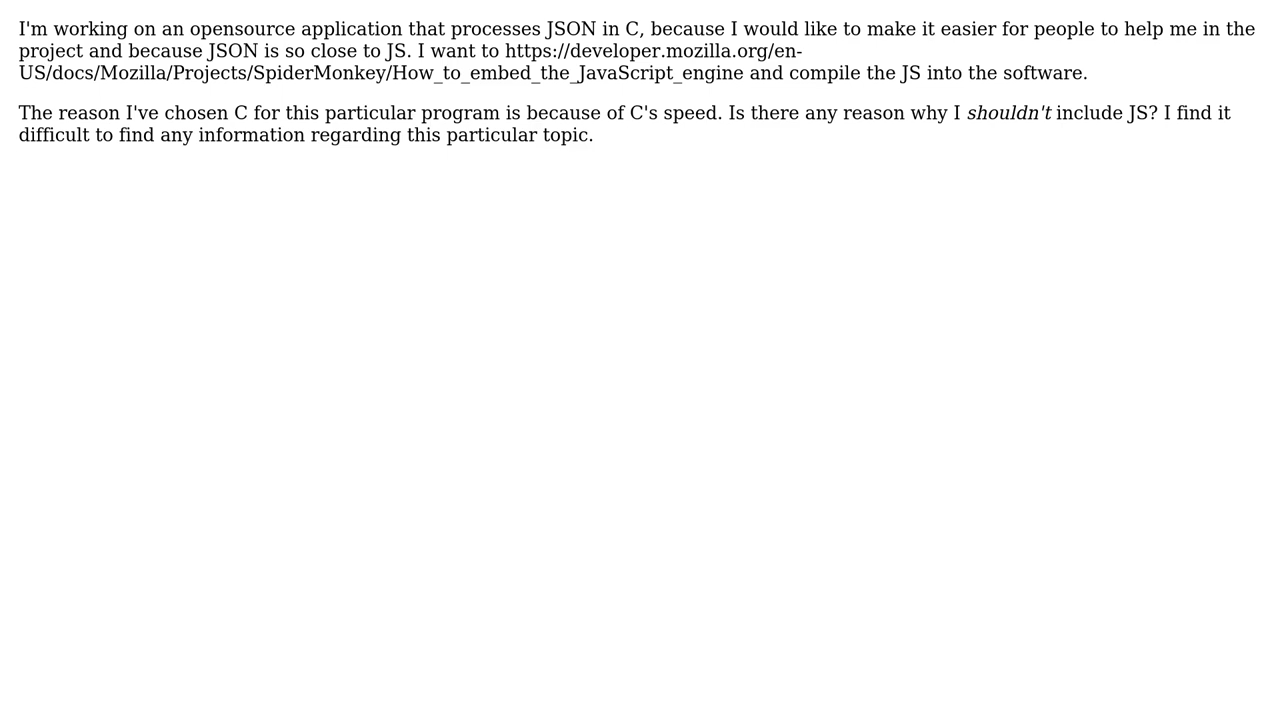 I'm working on an opensource application that processes JSON in C, because I would like to make it easier for people to help me in the
project and because JSON is so close to JS. I want to https://developer.mozilla.org/en-
US/docs/Mozilla/Projects/SpiderMonkey/How_to_embed_the_JavaScript_engine and compile the JS into the software.
The reason I've chosen C for this particular program is because of C's speed. Is there any reason why I shouldn't include JS? I find it
difficult to find any information regarding this particular topic.